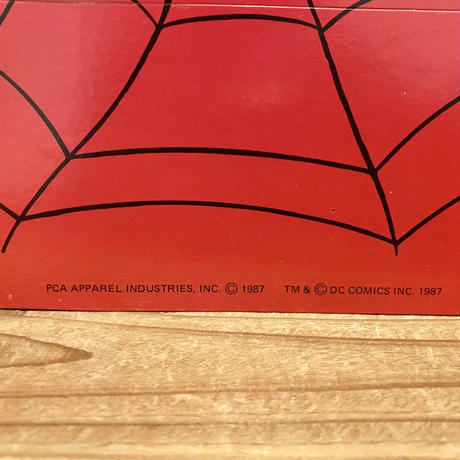 PCA APPAREL INDUSTRIES, INC. © 1987 TM & © DC COMICS INC. 1987